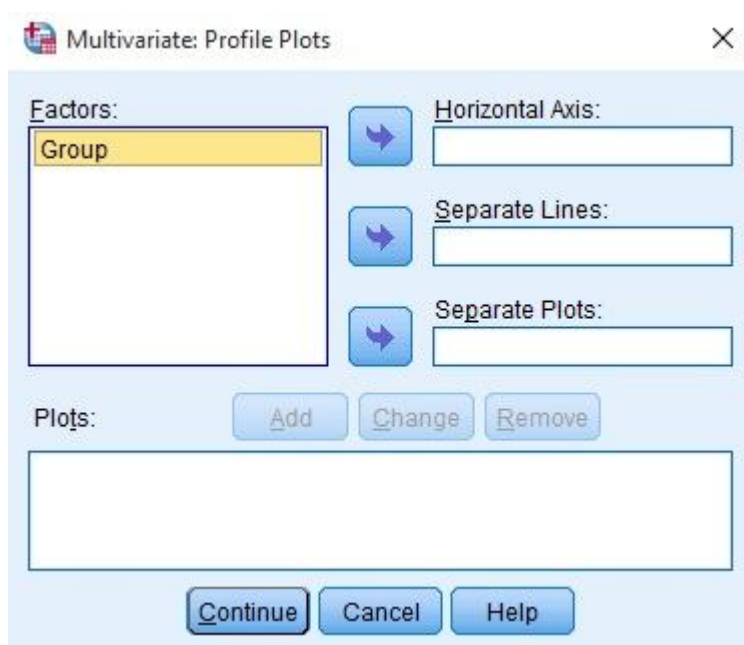 Multivariate: Profile Plots
Factors:
Group
Horizontal Axis:
Separate Lines:
Separate Plots:
Plots:
Add
Change
Remove
Continue
Cancel
Help